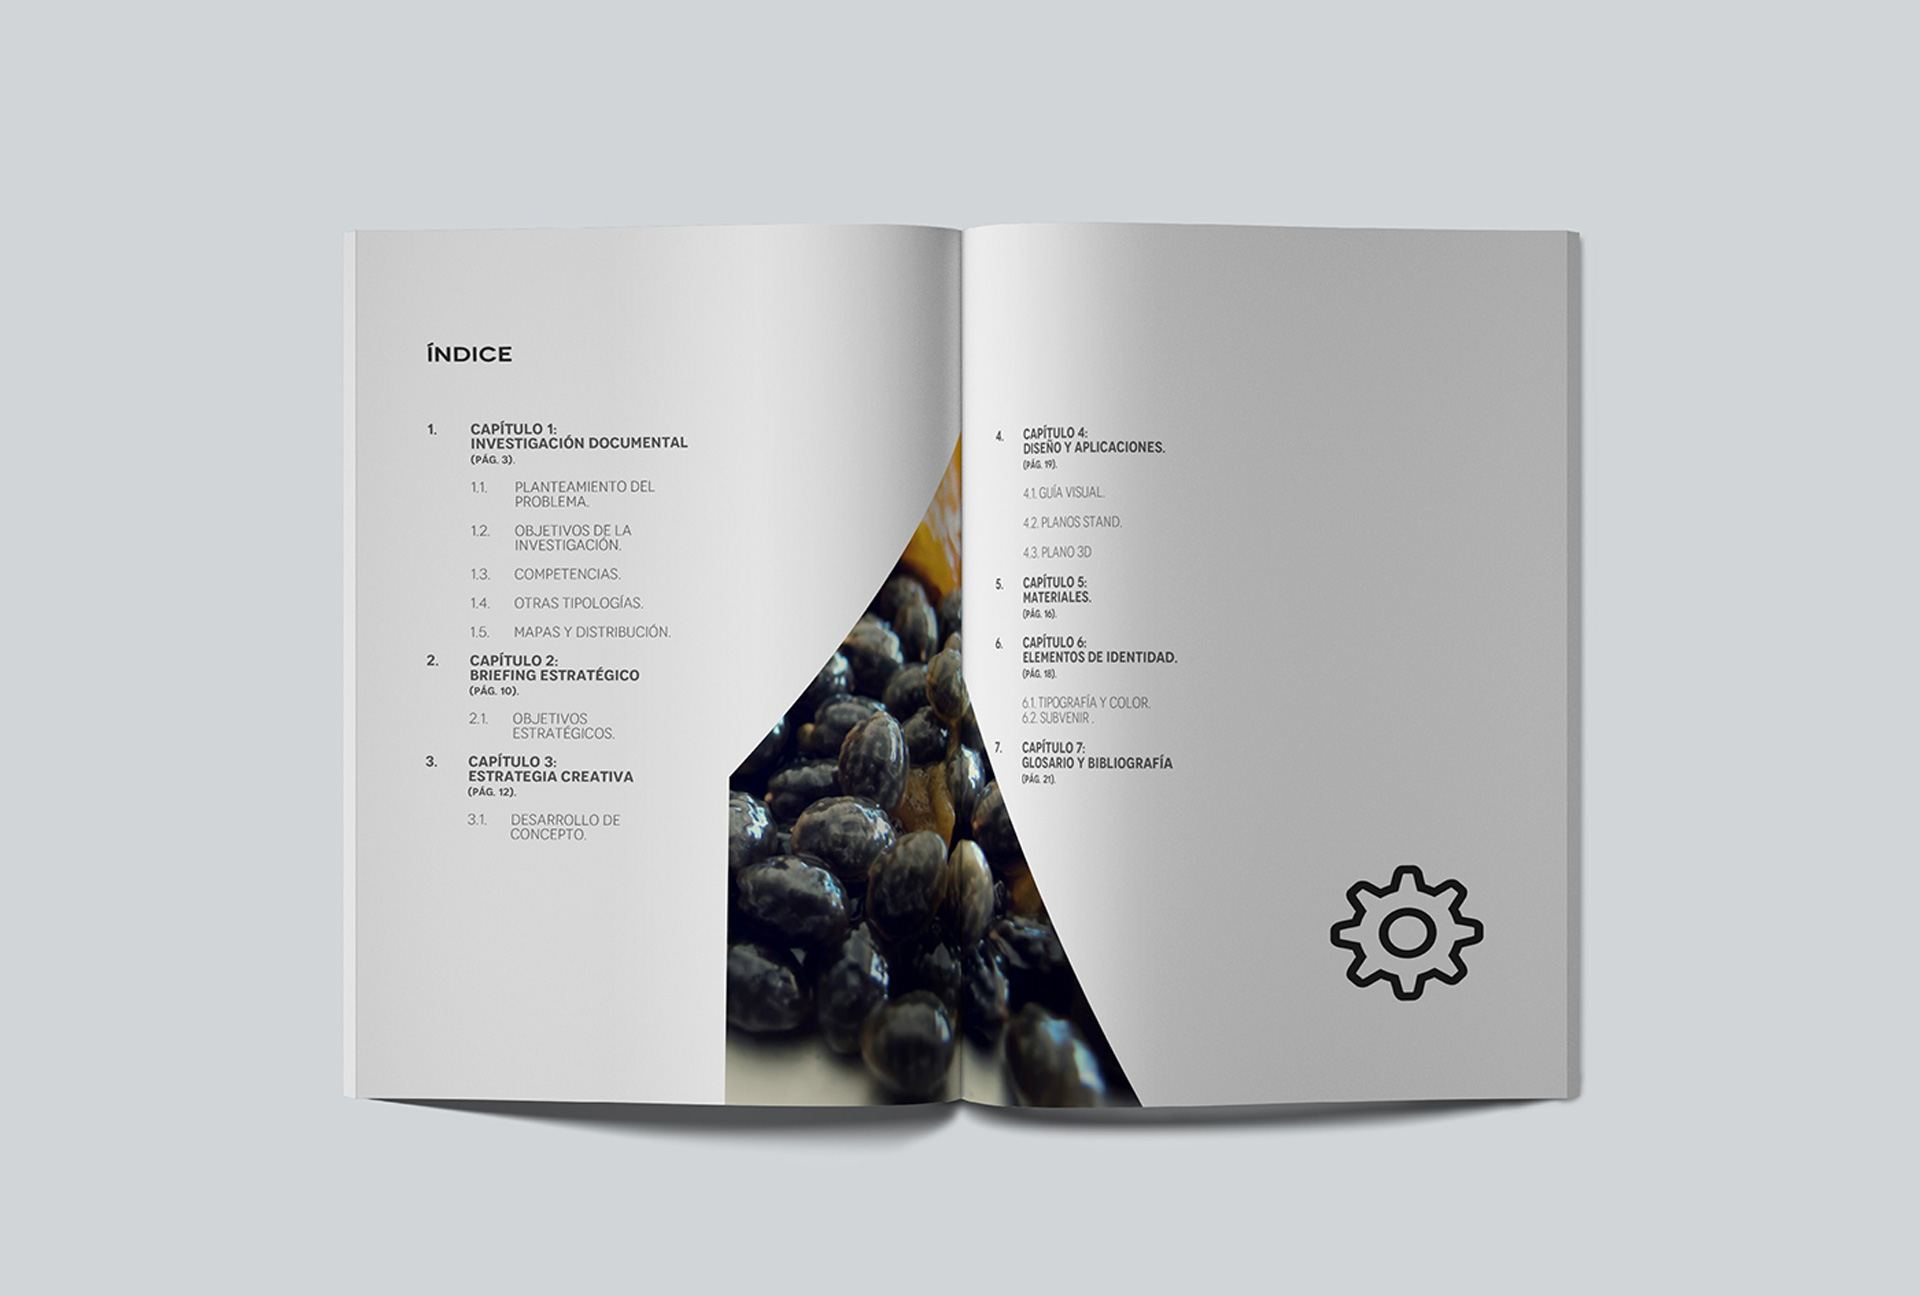 ÍNDICE
1. CAPÍTULO 1:
INVESTIGACIÓN DOCUMENTAL
(PÁG. 3).
1.1. PLANTEAMIENTO DEL
PROBLEMA.
1.2. OBJETIVOS DE LA
INVESTIGACIÓN.
1.3. COMPETENCIAS.
1.4. OTRAS TIPOLOGÍAS.
1.5. MAPAS Y DISTRIBUCIÓN.
2. CAPÍTULO 2:
BRIEFING ESTRATÉGICO
(PÁG. 10).
2.1. OBJETIVOS
ESTRATÉGICOS.
3. CAPÍTULO 3:
ESTRATEGIA CREATIVA
(PÁG. 12).
3.1. DESARROLLO DE
CONCEPTO.
4. CAPÍTULO 4:
DISEÑO Y APLICACIONES.
(PÁG. 19).
4.1. GUÍA VISUAL.
4.2. PLANOS STAND.
4.3. PLANO 3D
5. CAPÍTULO 5:
MATERIALES.
(PÁG. 16).
6. CAPÍTULO 6:
ELEMENTOS DE IDENTIDAD.
(PÁG. 18).
6.1. TIPOGRAFÍA Y COLOR.
6.2. SUBVENIR .
7. CAPÍTULO 7:
GLOSARIO Y BIBLIOGRAFÍA
(PÁG. 21).